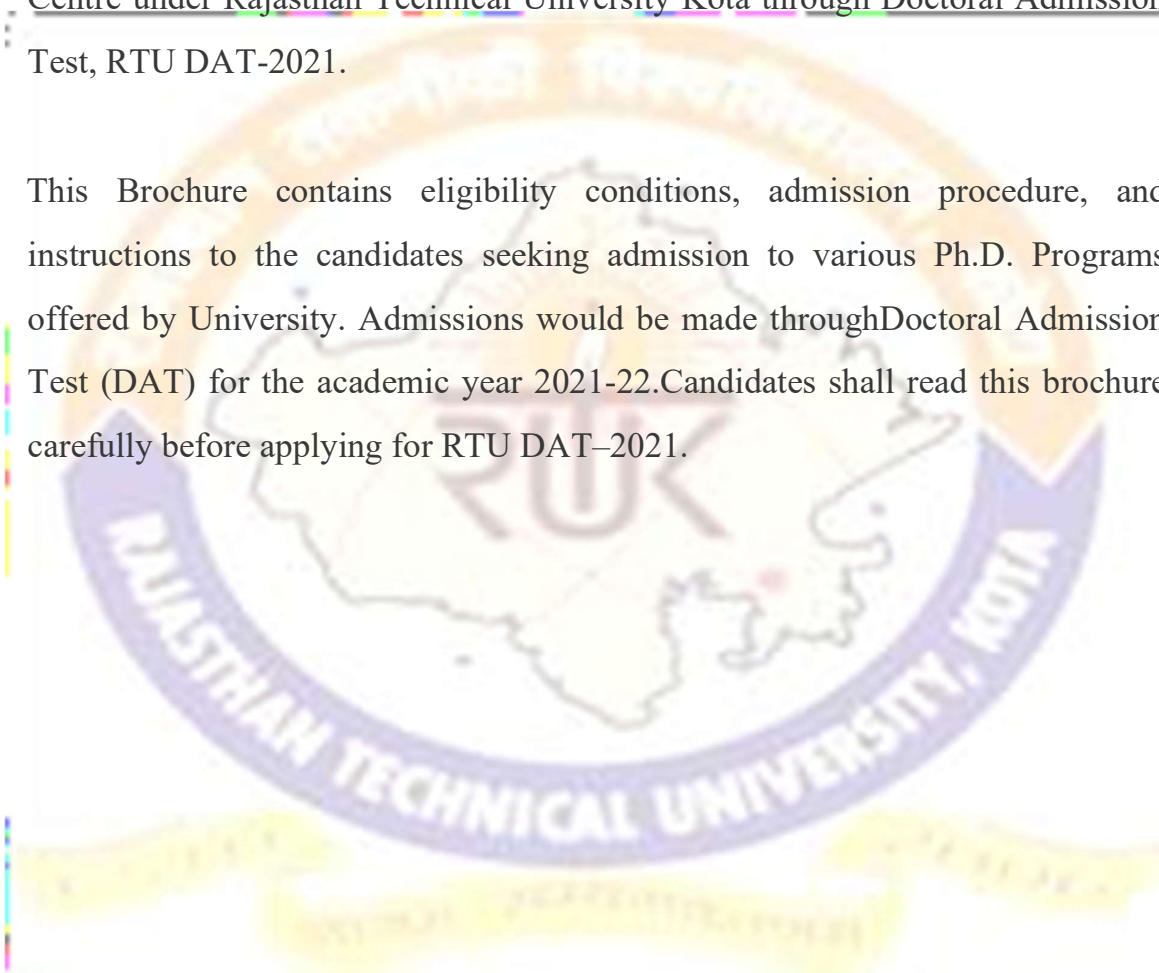 Centre under Rajasthan Technical University Kota through Doctoral Admission
Test, RTU DAT-2021.
This Brochure contains eligibility conditions, admission procedure, and
instructions to the candidates seeking admission to various Ph.D. Programs
offered by University. Admissions would be made throughDoctoral Admission
Test (DAT) for the academic year 2021-22.Candidates shall read this brochure
carefully before applying for RTU DAT–2021.
RAJASTHAN TECHNICAL UNIVERSITY, KOTA